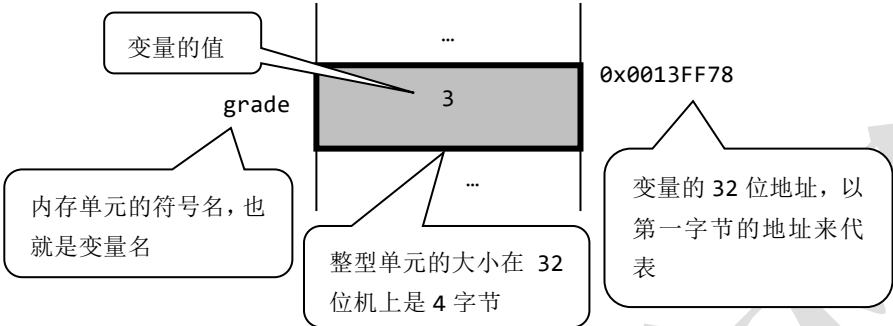 …
变量的值
0x0013FF78
3
grade
…
内存单元的符号名，也
就是变量名
整型单元的大小在 32
位机上是 4 字节
变量的 32 位地址，以
第一字节的地址来代
表